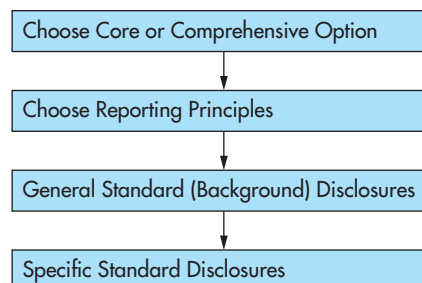 Choose Core or Comprehensive Option
Choose Reporting Principles
General Standard (Background) Disclosures
Specific Standard Disclosures